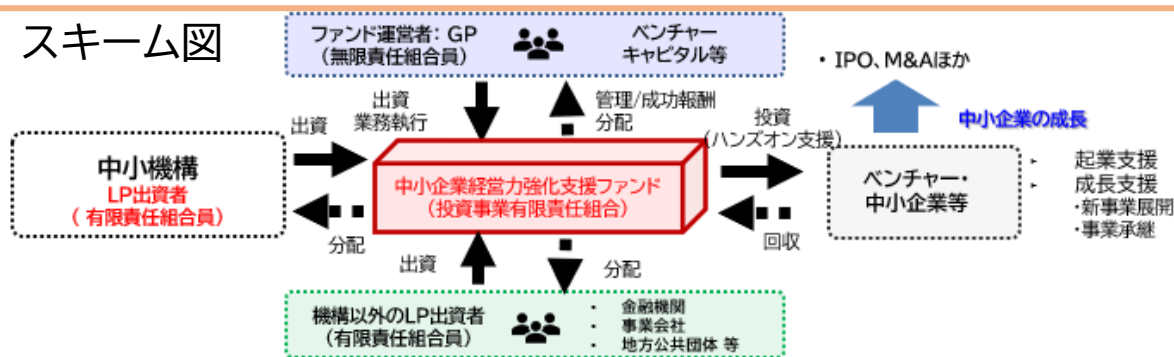 スキーム図
ファンド運営者：GP
（無限責任組合員）
ベンチャー
キャピタル等
・ IPO、M&Aほか
出資
業務執行
管理/成功報酬
分配
中小企業の成長
出資
投資
（ハンズオン支援）
中小機構
LP出資者
（ 有限責任組合員）
中小企業経営力強化支援ファンド
（投資事業有限責任組合）
ベンチャー・
中小企業等
起業支援
成長支援
・新事業展開
・事業承継
分配
回収
出資
分配
機構以外のLP出資者
（有限責任組合員）
・ 金融機関
・ 事業会社
・ 地方公共団体 等